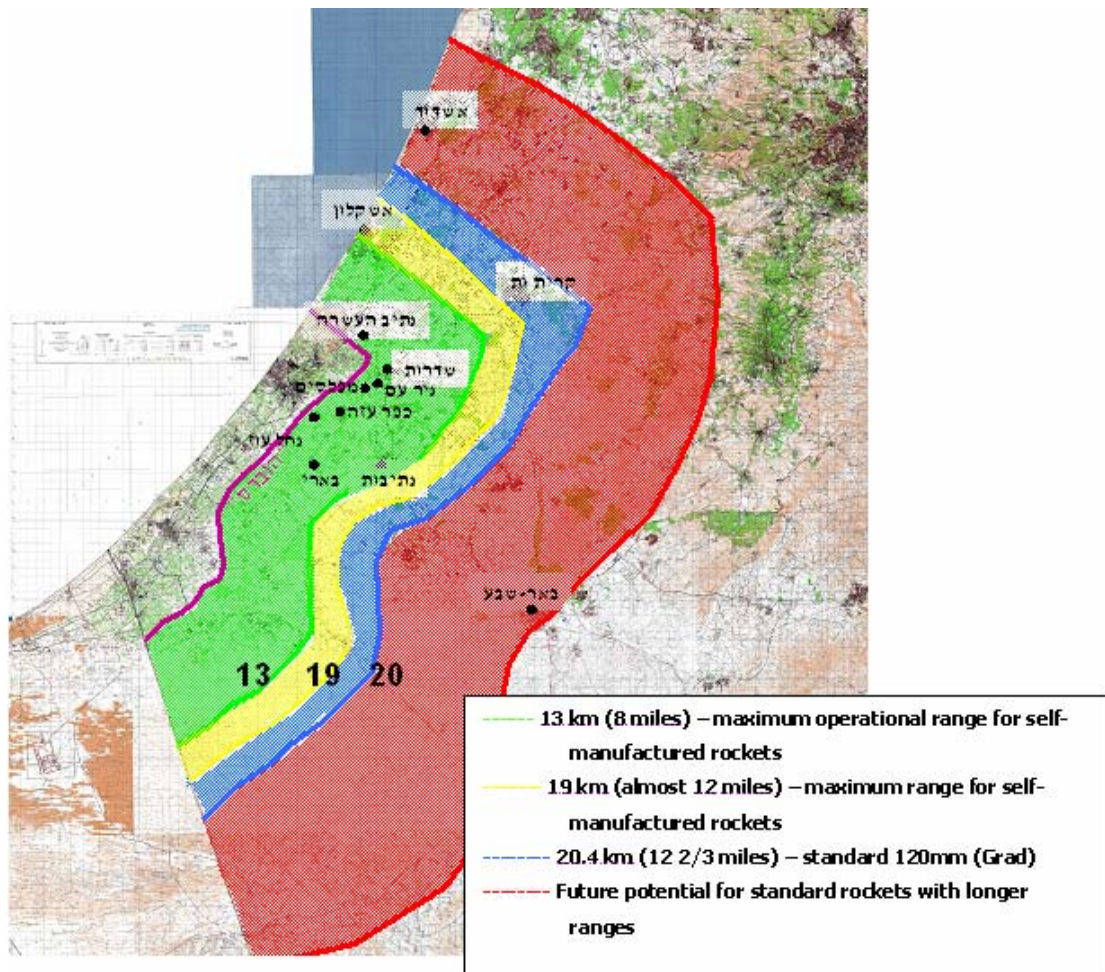 אשדוד
אשקלון
קרית גת
נתיב העשרה
שדרות
ניר עם
מפלסים
כפר עזה
נחל עוז
בארי
נתיבות
באר-שבע
13 19 20
13 km (8 miles) – maximum operational range for self-
manufactured rockets
19 km (almost 12 miles) – maximum range for self-
manufactured rockets
20.4 km (12 2/3 miles) – standard 120mm (Grad)
Future potential for standard rockets with longer
ranges